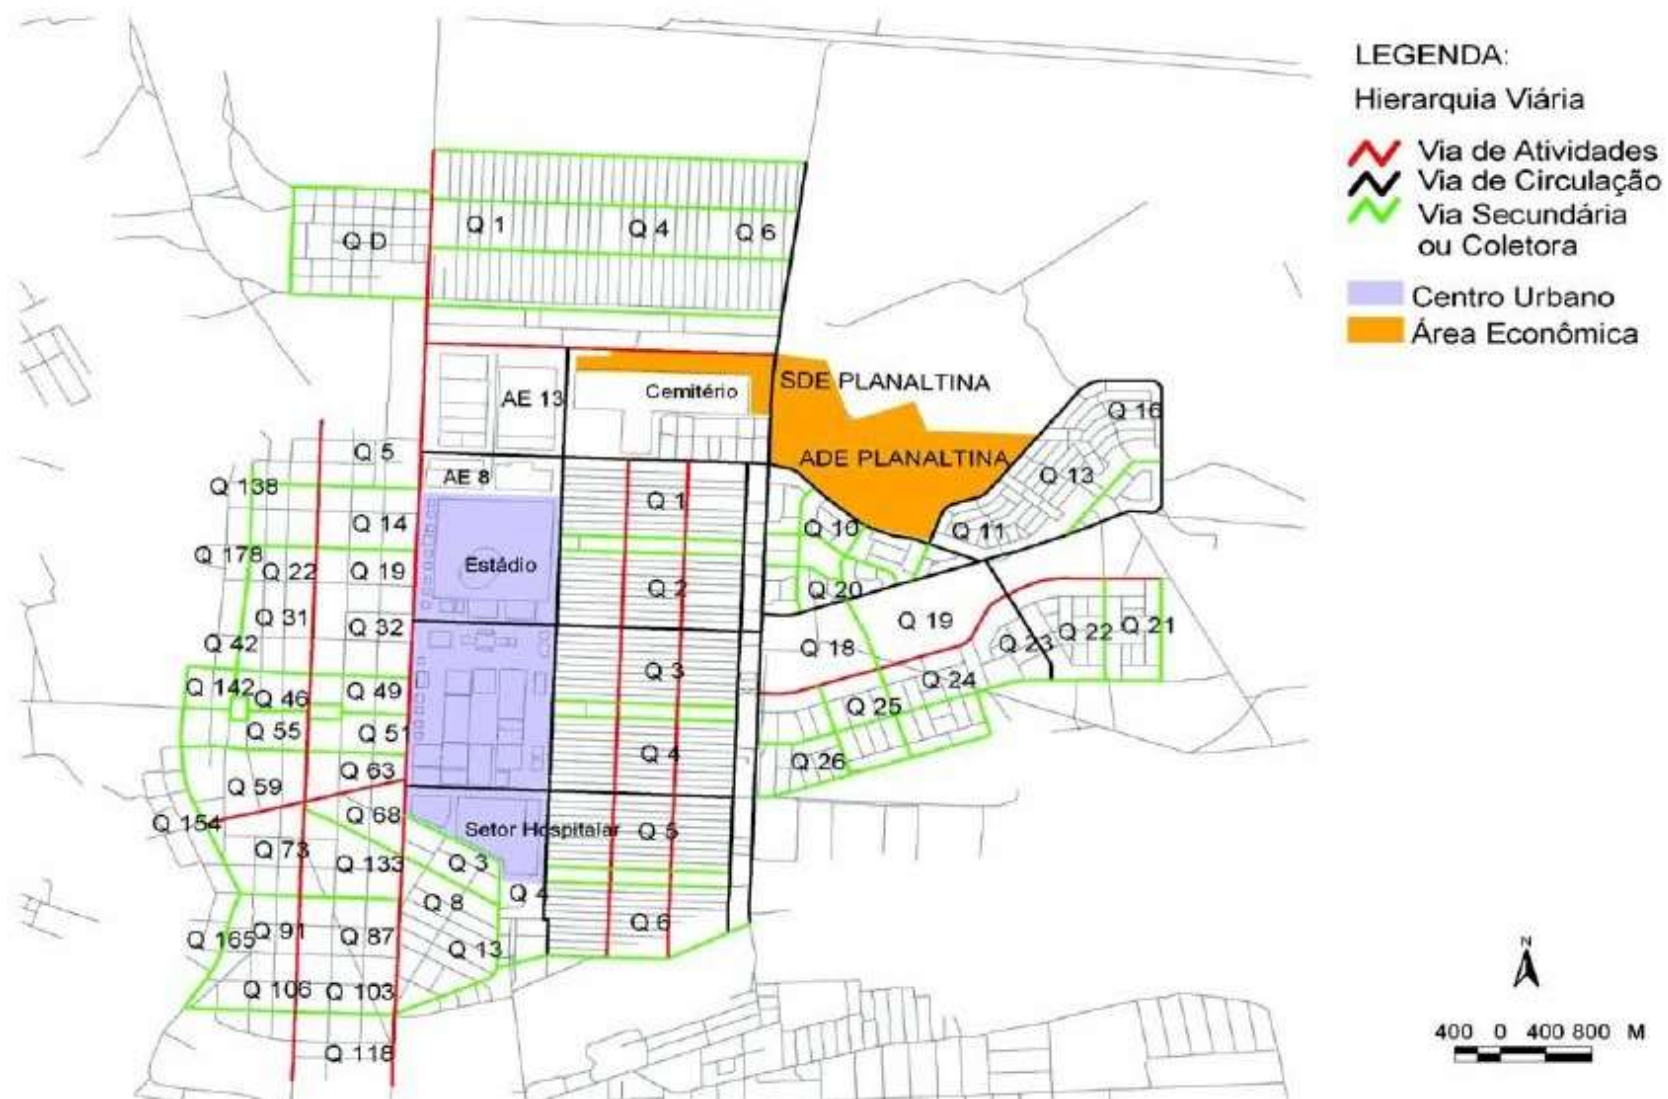 LEGENDA:
Hierarquia Viária
Via de Atividades
Via de Circulação
Via Secundária
ou Coletora
Centro Urbano
Área Econômica
Q D
Q 1
Q 4
Q 6
SDE PLANALTINA
Cemitério
AE 13
Q 16
Q 5
ADE PLANALTINA
AE 8
Q 13
Q 138
Q 1
Q 14
Q 10
Q 11
Q 178
Q 22
Q 19
Estádio
Q 2
Q 20
Q 31
Q 32
Q 19
Q 22
Q 21
Q 42
Q 3
Q 18
Q 23
Q 142
Q 46
Q 49
Q 24
Q 55
Q 51
Q 25
Q 4
Q 26
Q 59
Q 63
Q 154
Q 68
Setor Hospitalar
Q 5
Q 73
Q 133
Q 3
Q 8
Q 4
Q 165
Q 91
Q 87
Q 13
Q 6
Q 106
Q 103
Q 118
N
400 0 400 800 M